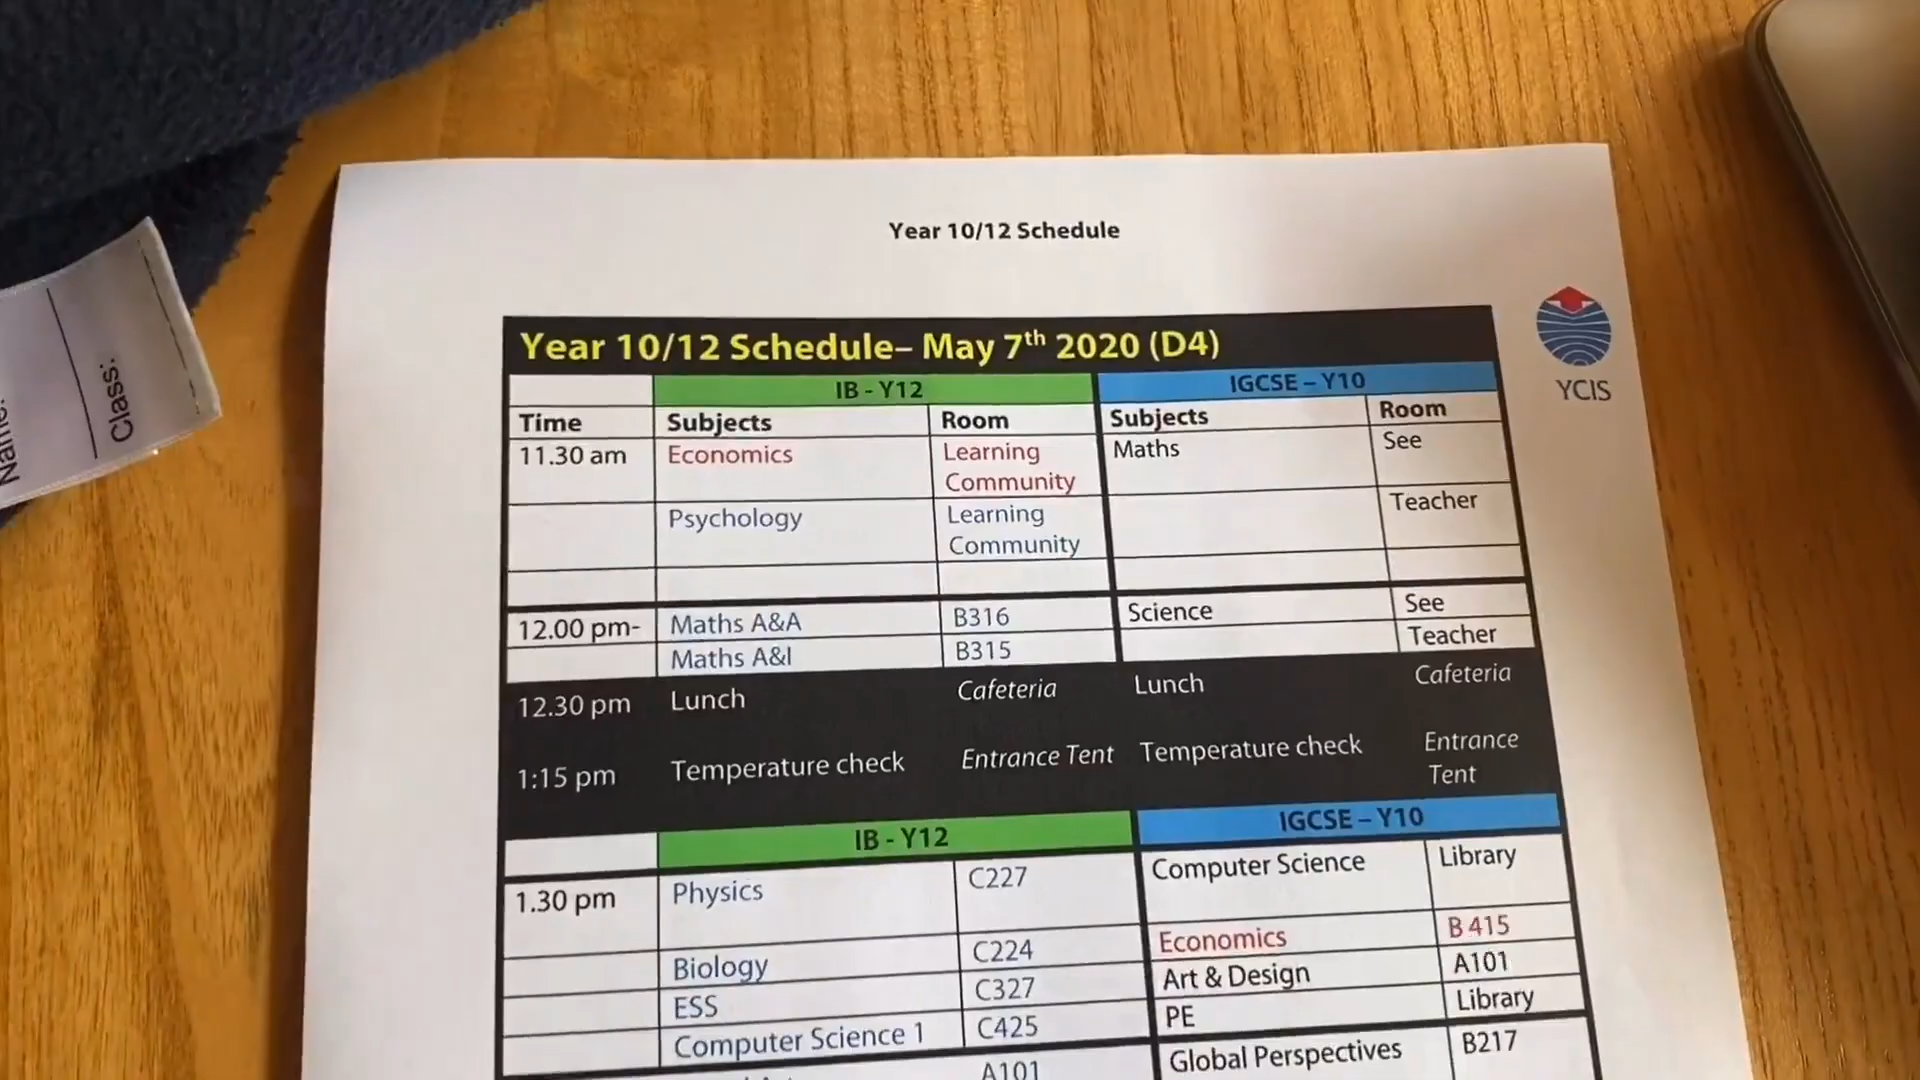 Year 10/12 Schedule
Year 10/12 Schedule– May 7th 2020 (D4)
YCIS
IB - Y12 IGCSE – Y10
Time Subjects Room Subjects Room
11.30 am Economics Learning Community Maths See
Psychology Learning Community Teacher
12.00 pm- Maths A&A B316 Science See
Maths A&I B315 Teacher
12.30 pm Lunch Cafeteria Lunch Cafeteria
1:15 pm Temperature check Entrance Tent Temperature check Entrance Tent
IB - Y12 IGCSE – Y10
1.30 pm Physics C227 Computer Science Library
Economics B 415
Biology C224 Art & Design A101
ESS C327 PE Library
Computer Science 1 C425 Global Perspectives B217
A101
Name:
Class: